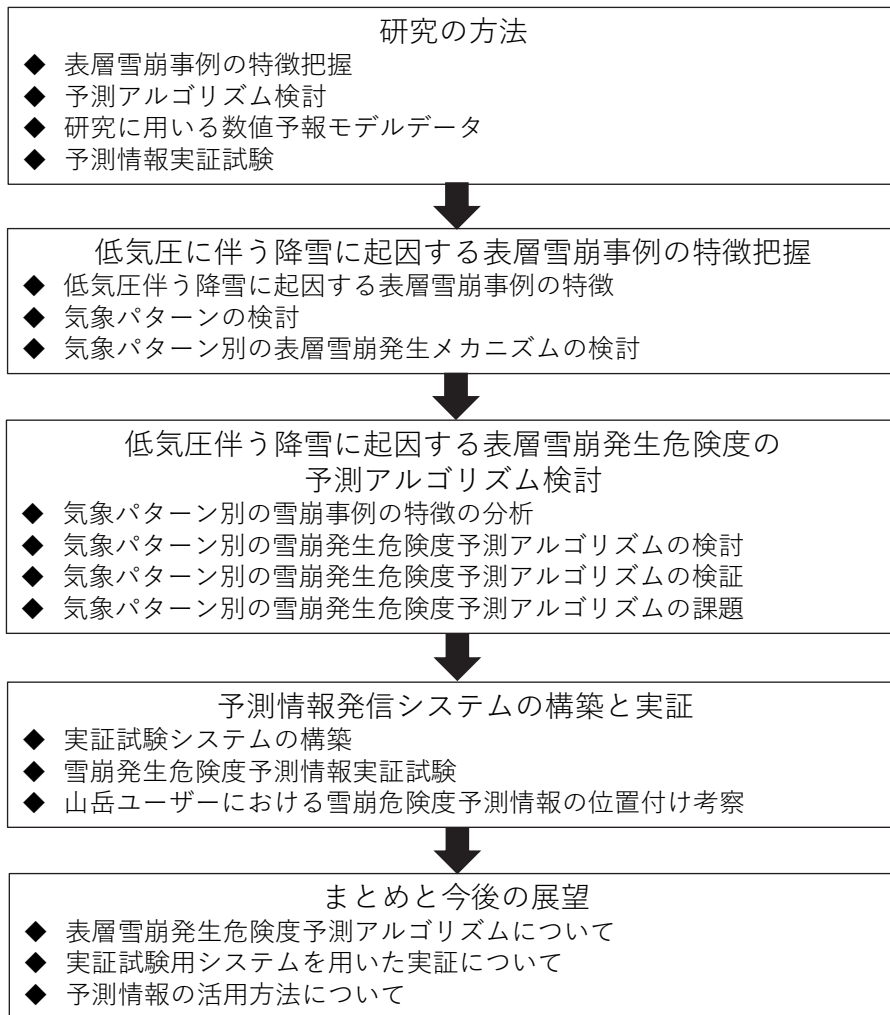 研究の方法
◆ 表層雪崩事例の特徴把握
◆ 予測アルゴリズム検討
◆ 研究に用いる数値予報モデルデータ
◆ 予測情報実証試験
低気圧に伴う降雪に起因する表層雪崩事例の特徴把握
◆ 低気圧伴う降雪に起因する表層雪崩事例の特徴
◆ 気象パターンの検討
◆ 気象パターン別の表層雪崩発生メカニズムの検討
低気圧伴う降雪に起因する表層雪崩発生危険度の
予測アルゴリズム検討
◆ 気象パターン別の雪崩事例の特徴の分析
◆ 気象パターン別の雪崩発生危険度予測アルゴリズムの検討
◆ 気象パターン別の雪崩発生危険度予測アルゴリズムの検証
◆ 気象パターン別の雪崩発生危険度予測アルゴリズムの課題
予測情報発信システムの構築と実証
◆ 実証試験システムの構築
◆ 雪崩発生危険度予測情報実証試験
◆ 山岳ユーザーにおける雪崩危険度予測情報の位置付け考察
まとめと今後の展望
◆ 表層雪崩発生危険度予測アルゴリズムについて
◆ 実証試験用システムを用いた実証について
◆ 予測情報の活用方法について